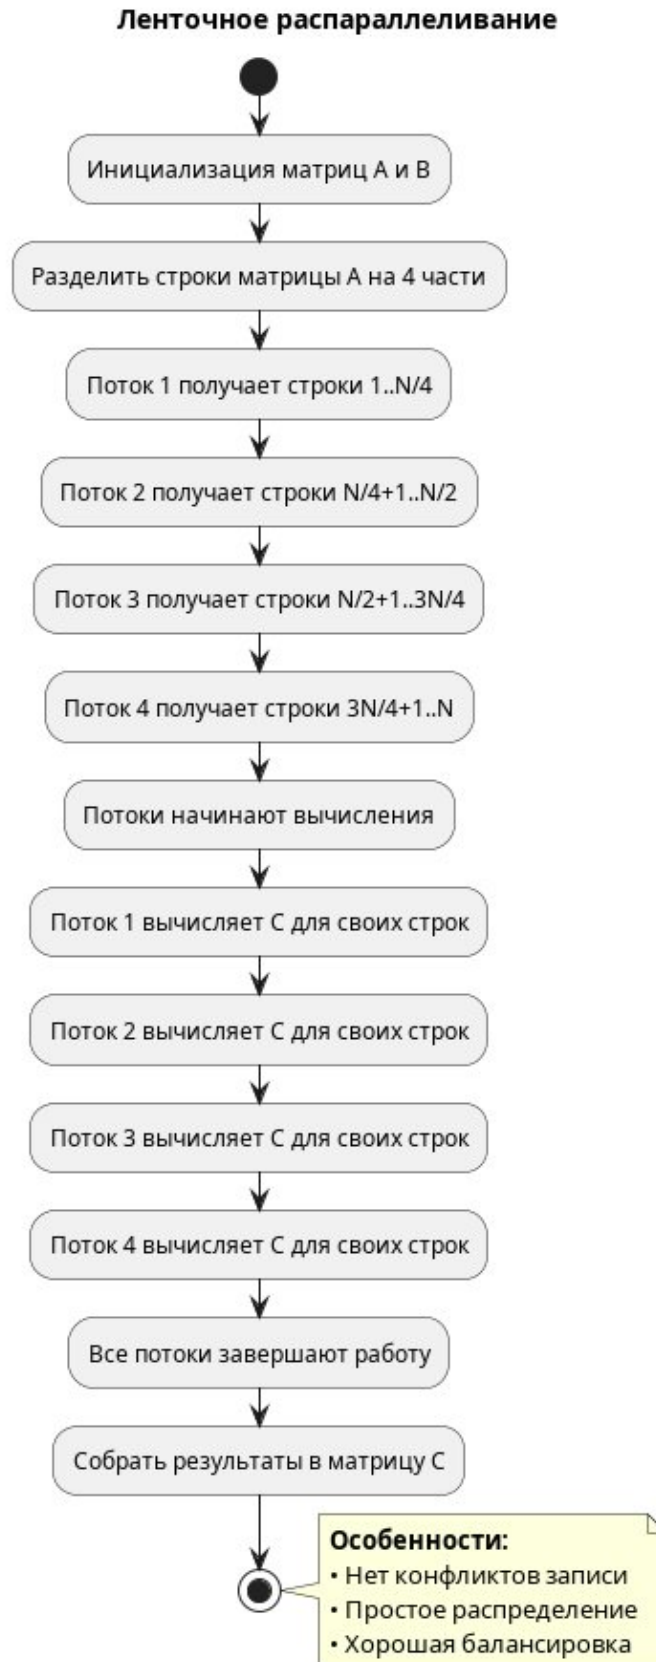 Ленточное распараллеливание
Инициализация матриц A и B
Разделить строки матрицы A на 4 части
Поток 1 получает строки 1..N/4
Поток 2 получает строки N/4+1..N/2
Поток 3 получает строки N/2+1..3N/4
Поток 4 получает строки 3N/4+1..N
Потоки начинают вычисления
Поток 1 вычисляет C для своих строк
Поток 2 вычисляет C для своих строк
Поток 3 вычисляет C для своих строк
Поток 4 вычисляет C для своих строк
Все потоки завершают работу
Собрать результаты в матрицу C
Особенности:
• Нет конфликтов записи
• Простое распределение
• Хорошая балансировка